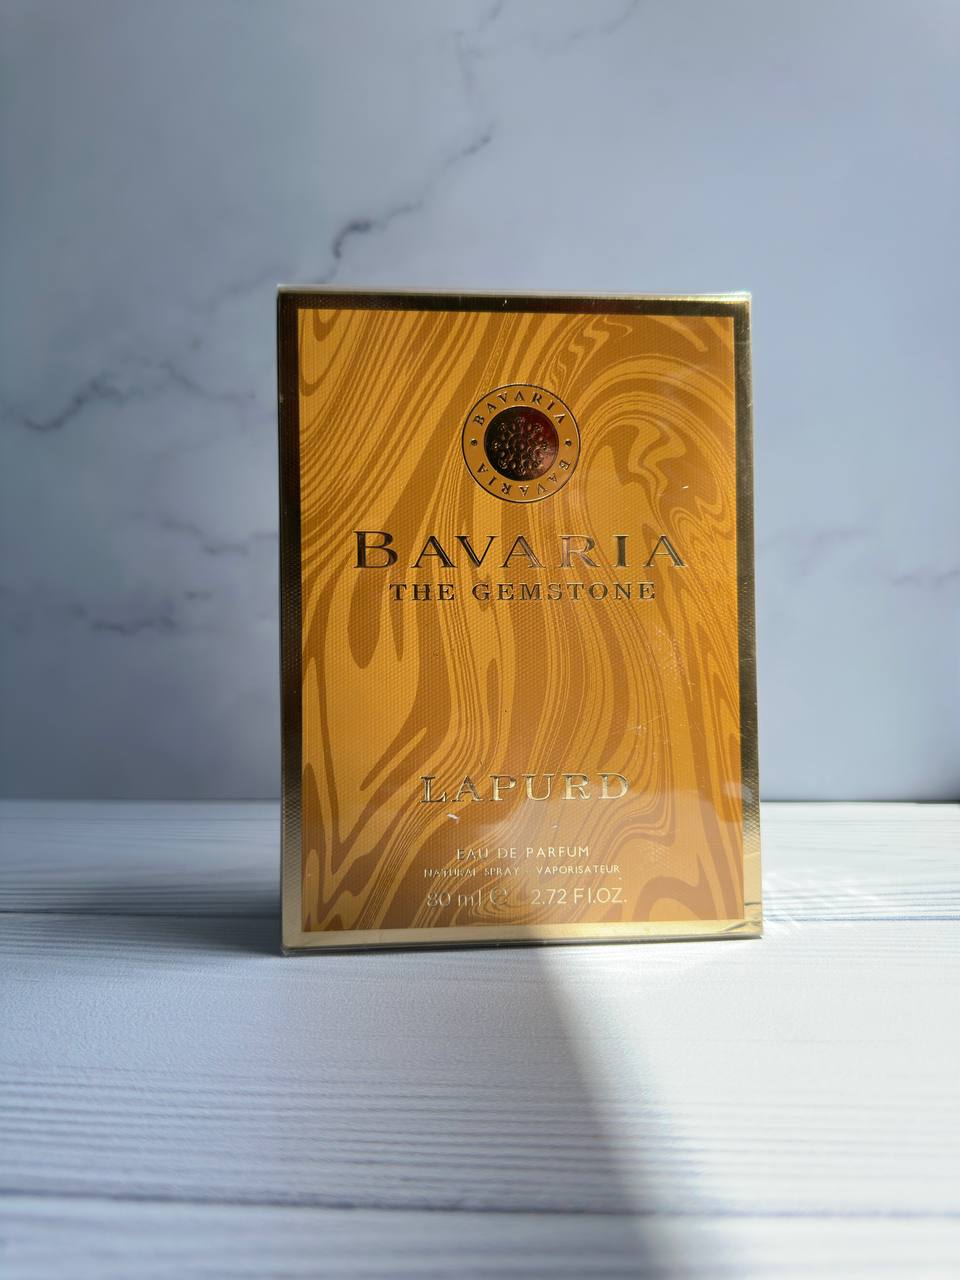 BAVARIA
BAVARIA
BAVARIA
THE GEMSTONE
LAPURD
EAU DE PARFUM
NATURAL SPRAY - VAPORISATEUR
80 ml e 2.72 Fl.OZ.